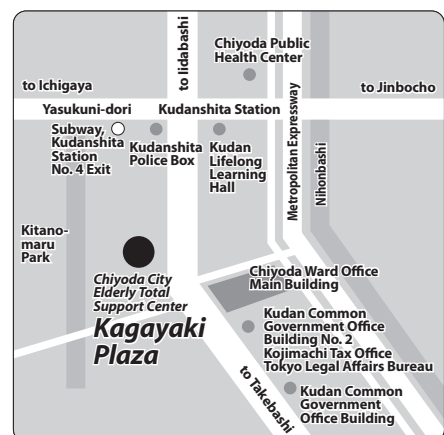 to Iidabashi
Chiyoda Public
Health Center
to Ichigaya
to Jinbocho
Yasukuni-dori
Kudanshita Station
Subway,
Kudanshita
Station
No. 4 Exit
Kudanshita
Police Box
Kudan
Lifelong
Learning
Hall
Metropolitan Expressway
Nihonbashi
Kitano-
maru
Park
Chiyoda City
Elderly Total
Support Center
Kagayaki
Plaza
Chiyoda Ward Office
Main Building
Kudan Common
Government Office
Building No. 2
Kojimachi Tax Office
Tokyo Legal Affairs Bureau
to Takebashi
Kudan Common
Government
Office Building